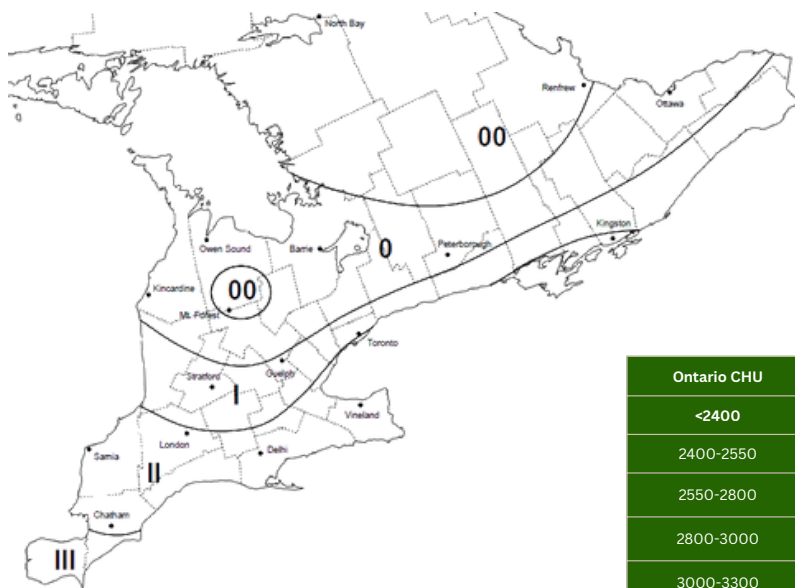 North Bay
Renfrew
Ottawa
00
Kingston
Owen Sound
Barrie
0
Peterborough
Kincardine
00
Mt. Forest
Toronto
Stratford
Guelph
I
Vineland
London
Delhi
Sarnia
II
Chatham
III
Ontario CHU
<2400
2400-2550
2550-2800
2800-3000
3000-3300